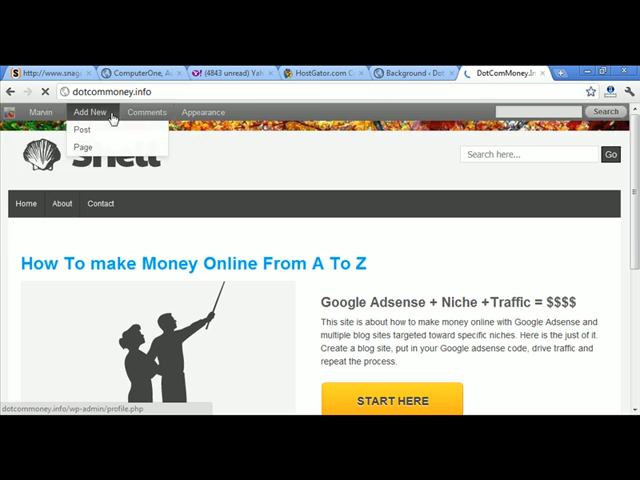 http://www.snag
ComputerOne, A
(4843 unread) Yah
HostGator.com C
Background ‹ Dot
DotComMoney.In
dotcommoney.info
Marvin
Add New
Comments
Appearance
Search
Post
Page
Shell
Search here...
Go
Home
About
Contact
How To make Money Online From A To Z
Google Adsense + Niche +Traffic = $$$$
This site is about how to make money online with Google Adsense and
multiple blog sites targeted toward specific niches. Here is the just of it.
Create a blog site, put in your Google adsense code, drive traffic and
repeat the process.
START HERE
dotcommoney.info/wp-admin/profile.php